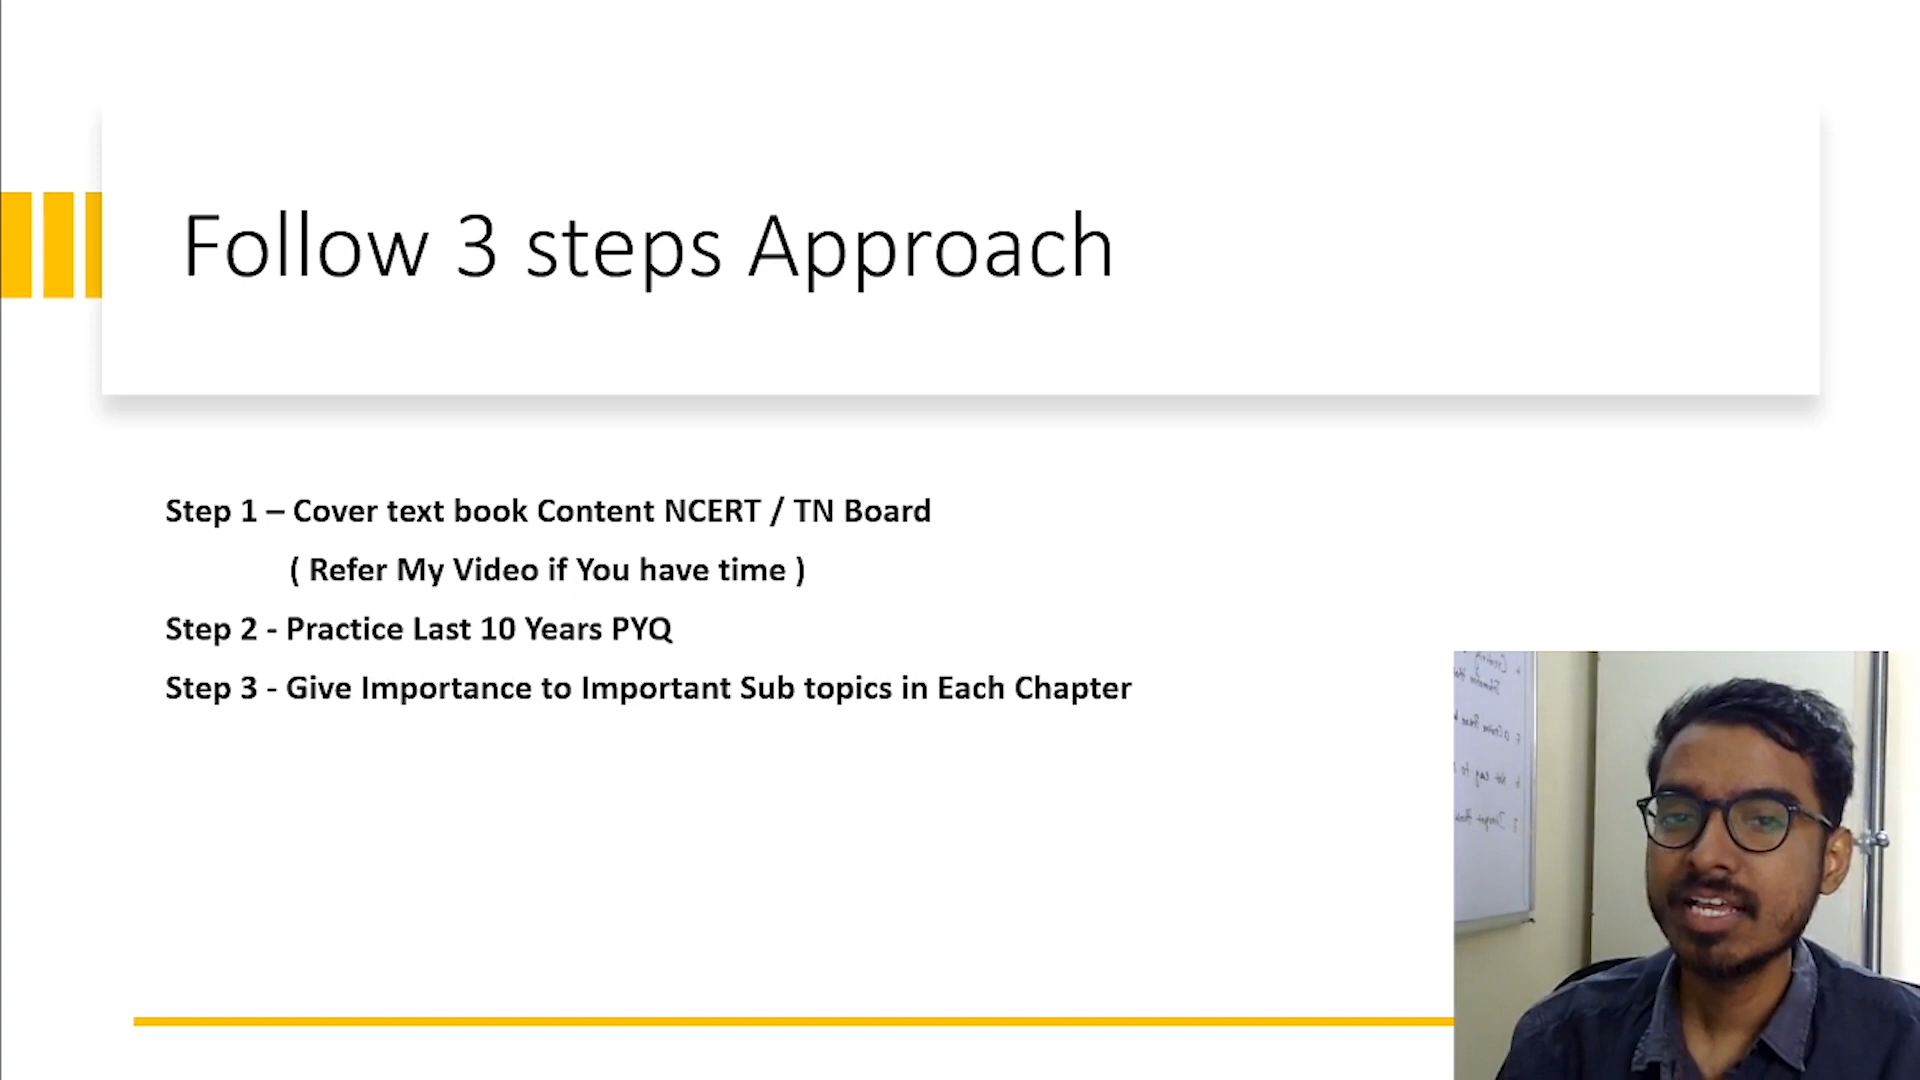 Follow 3 steps Approach
Step 1 – Cover text book Content NCERT / TN Board
( Refer My Video if You have time )
Step 2 - Practice Last 10 Years PYQ
Step 3 - Give Importance to Important Sub topics in Each Chapter